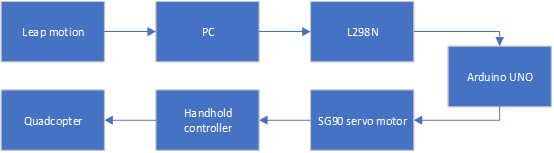 Leap motion
PC
L298N
Arduino UNO
SG90 servo motor
Handhold
controller
Quadcopter